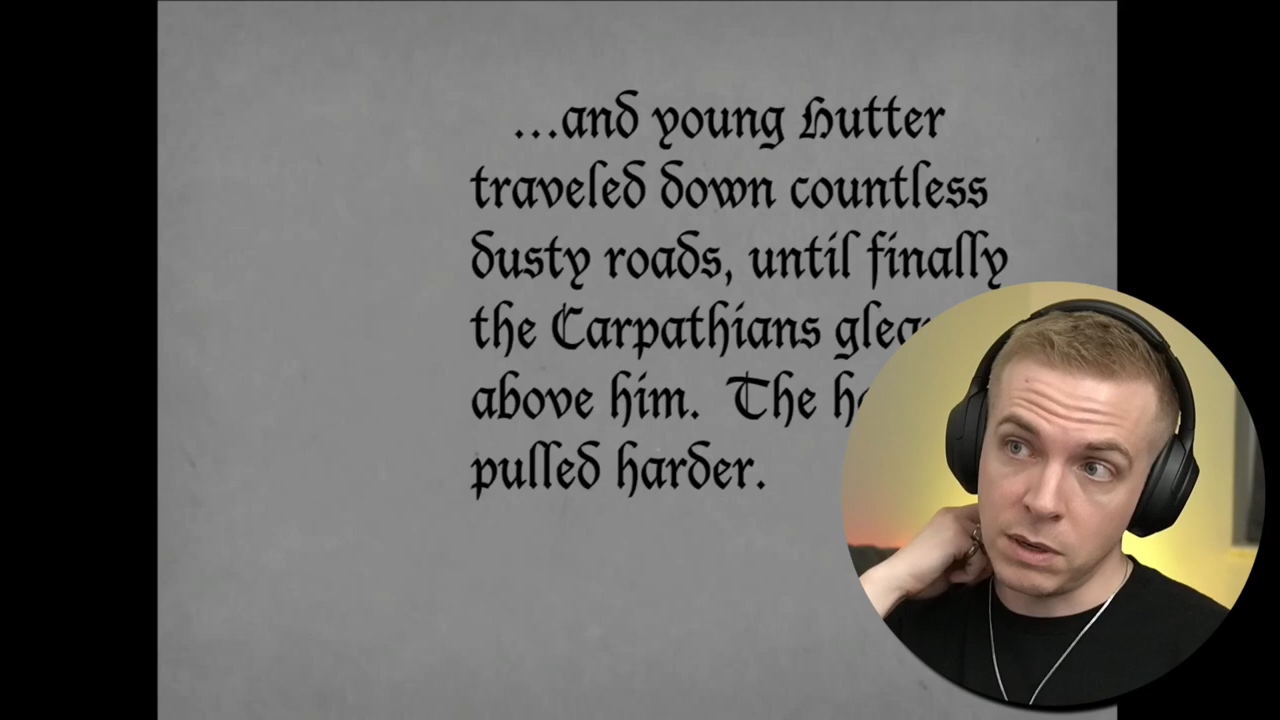 ...and young Hutter
traveled down countless
dusty roads, until finally
the Carpathians
above him. The
pulled harder.